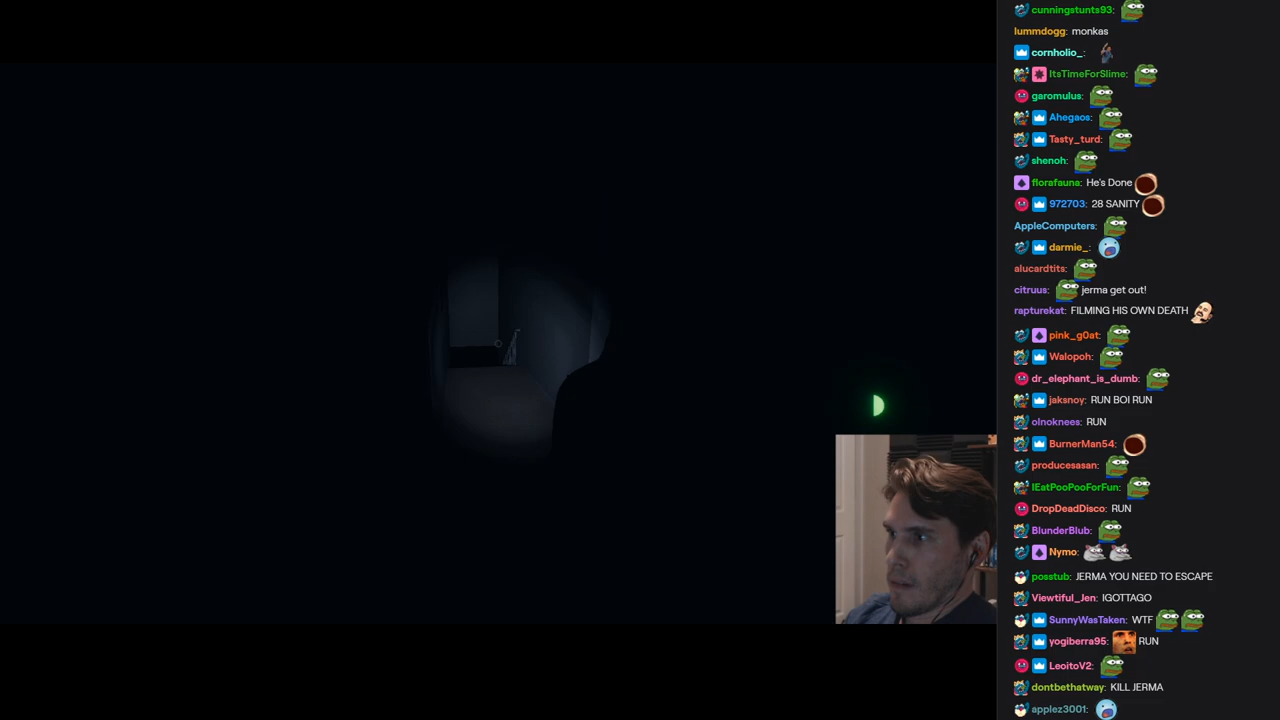 cunningstunts93:
lummdogg: monkas
cornholio_:
ItsTimeForSlime:
garomulus:
Ahegaos:
Tasty_turd:
shenoh:
florafauna: He's Done
972703: 28 SANITY
AppleComputers:
darmie_:
alucardtits:
citruus: jerma get out!
rapturekat: FILMING HIS OWN DEATH
pink_g0at:
Walopoh:
dr_elephant_is_dumb:
jaksnoy: RUN BOI RUN
olnoknees: RUN
BurnerMan54:
producesasan:
IEatPooPooForFun:
DropDeadDisco: RUN
BlunderBlub:
Nymo:
posstub: JERMA YOU NEED TO ESCAPE
Viewtiful_Jen: IGOTTAGO
SunnyWasTaken: WTF
yogiberra95: RUN
LeoitoV2:
dontbethatway: KILL JERMA
applez3001: